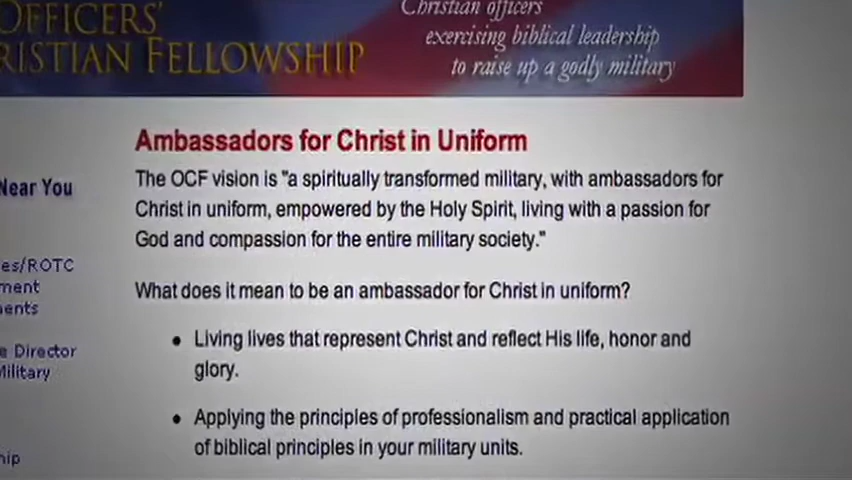 OFFICERS'
RISTIAN FELLOWSHIP
Christian officers
exercising biblical leadership
to raise up a godly military
Ambassadors for Christ in Uniform
The OCF vision is "a spiritually transformed military, with ambassadors for
Christ in uniform, empowered by the Holy Spirit, living with a passion for
God and compassion for the entire military society."
What does it mean to be an ambassador for Christ in uniform?
• Living lives that represent Christ and reflect His life, honor and
glory.
• Applying the principles of professionalism and practical application
of biblical principles in your military units.
Near You
es/ROTC
ment
ents
e Director
Military
hip